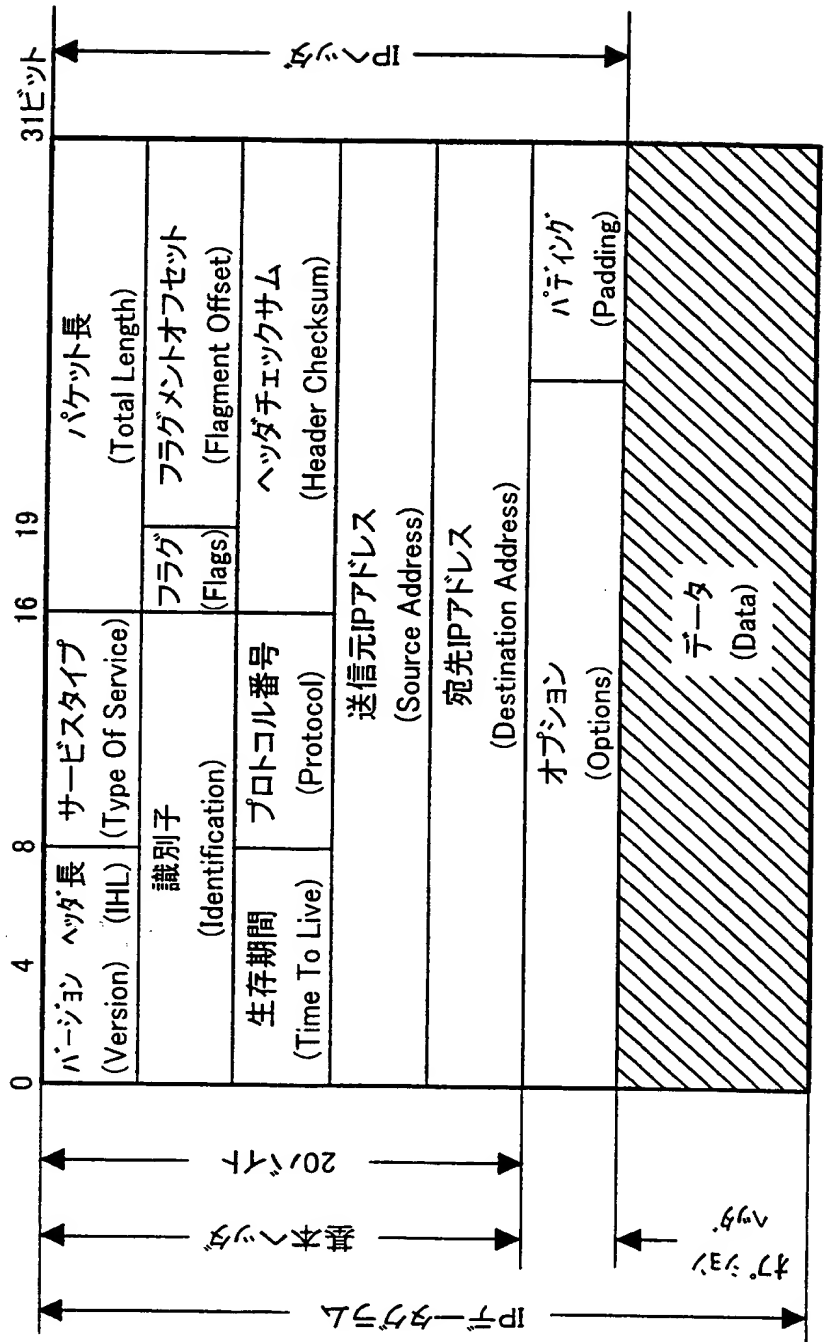 0 4 8 16 19 31ビット
バージョン ヘッダ長 サービスタイプ パケット長
(Version) (IHL) (Type Of Service) (Total Length)
識別子 フラグ フラグメントオフセット
(Identification) (Flags) (Flagment Offset)
生存期間 プロトコル番号 ヘッダチェックサム
(Time To Live) (Protocol) (Header Checksum)
送信元IPアドレス
(Source Address)
宛先IPアドレス
(Destination Address)
オプション パディング
(Options) (Padding)
データ
(Data)
IPデータグラム
基本ヘッダ
20バイト
オプション
ヘッダ
IPヘッダ